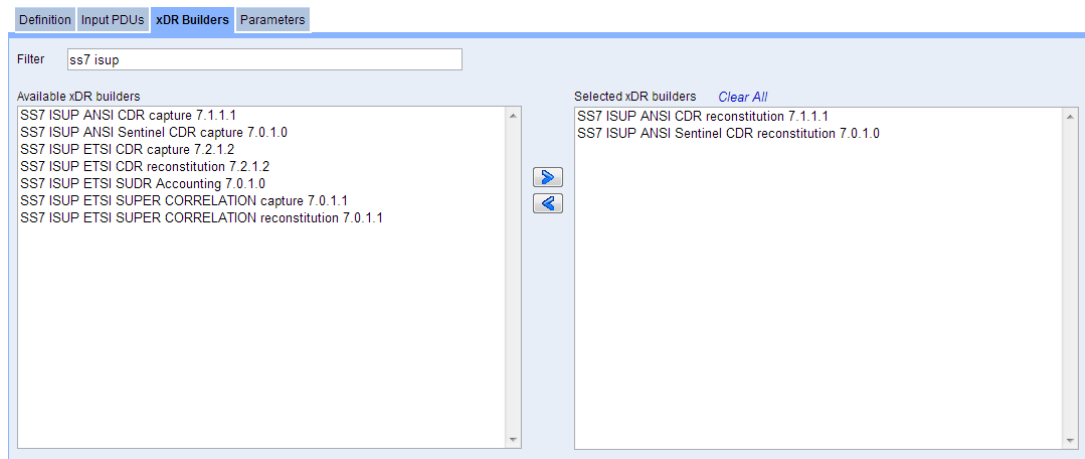 Definition Input PDUs xDR Builders Parameters
Filter ss7 isup
Available xDR builders
SS7 ISUP ANSI CDR capture 7.1.1.1
SS7 ISUP ANSI Sentinel CDR capture 7.0.1.0
SS7 ISUP ETSI CDR capture 7.2.1.2
SS7 ISUP ETSI CDR reconstitution 7.2.1.2
SS7 ISUP ETSI SUDR Accounting 7.0.1.0
SS7 ISUP ETSI SUPER CORRELATION capture 7.0.1.1
SS7 ISUP ETSI SUPER CORRELATION reconstitution 7.0.1.1
Selected xDR builders Clear All
SS7 ISUP ANSI CDR reconstitution 7.1.1.1
SS7 ISUP ANSI Sentinel CDR reconstitution 7.0.1.0